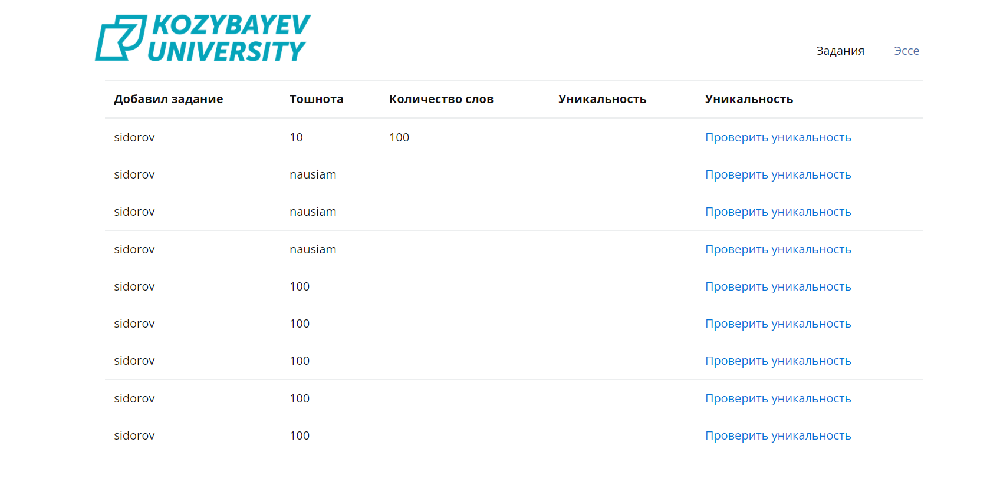 KOZYBAYEV
UNIVERSITY
Задания Эссе
Добавил задание Тошнота Количество слов Уникальность Уникальность
sidorov 10 100 Проверить уникальность
sidorov nausiam Проверить уникальность
sidorov nausiam Проверить уникальность
sidorov nausiam Проверить уникальность
sidorov 100 Проверить уникальность
sidorov 100 Проверить уникальность
sidorov 100 Проверить уникальность
sidorov 100 Проверить уникальность
sidorov 100 Проверить уникальность